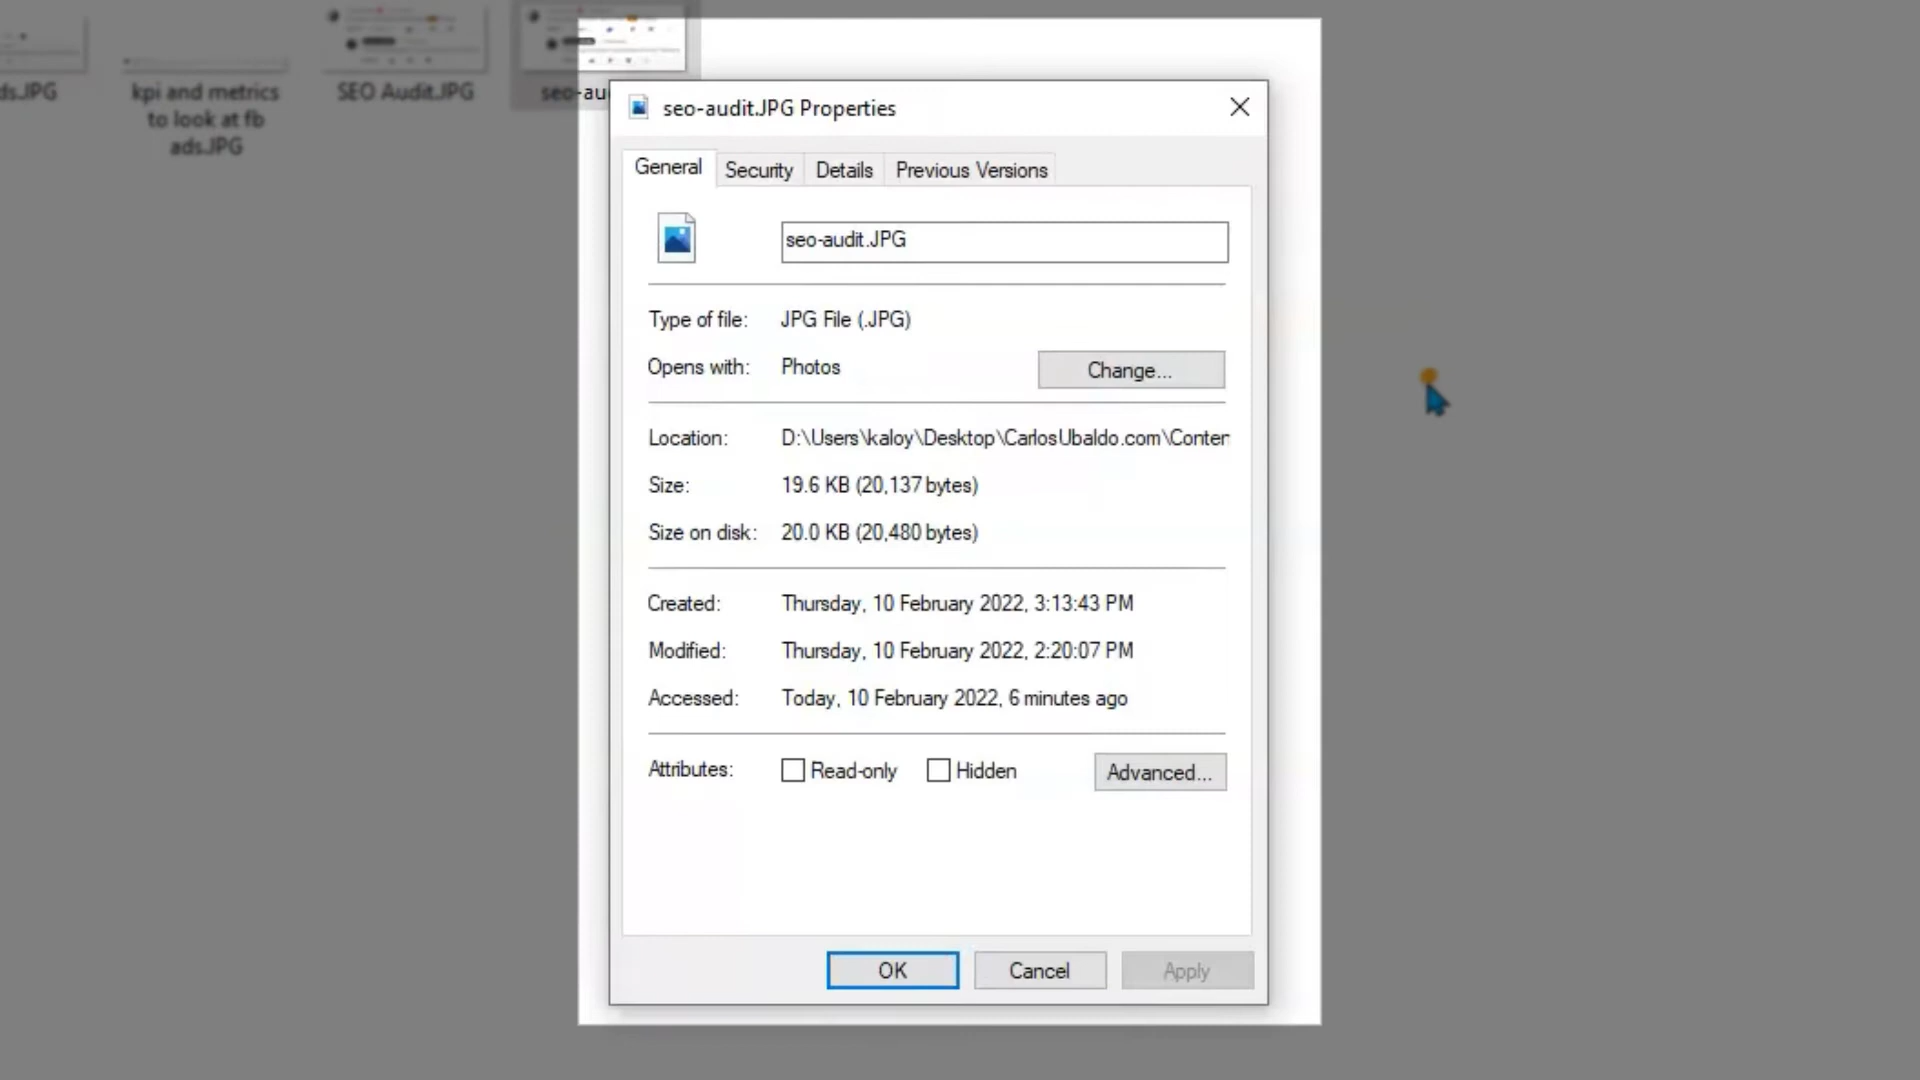 ds.JPG
kpi and metrics
to look at fb
ads.JPG
SEO Audit.JPG
seo-au
seo-audit.JPG Properties
General
Security
Details
Previous Versions
seo-audit.JPG
Type of file: JPG File (.JPG)
Opens with: Photos
Change...
Location: D:\Users\kaloy\Desktop\CarlosUbaldo.com\Conten
Size: 19.6 KB (20,137 bytes)
Size on disk: 20.0 KB (20,480 bytes)
Created: Thursday, 10 February 2022, 3:13:43 PM
Modified: Thursday, 10 February 2022, 2:20:07 PM
Accessed: Today, 10 February 2022, 6 minutes ago
Attributes: Read-only Hidden
Advanced...
OK
Cancel
Apply